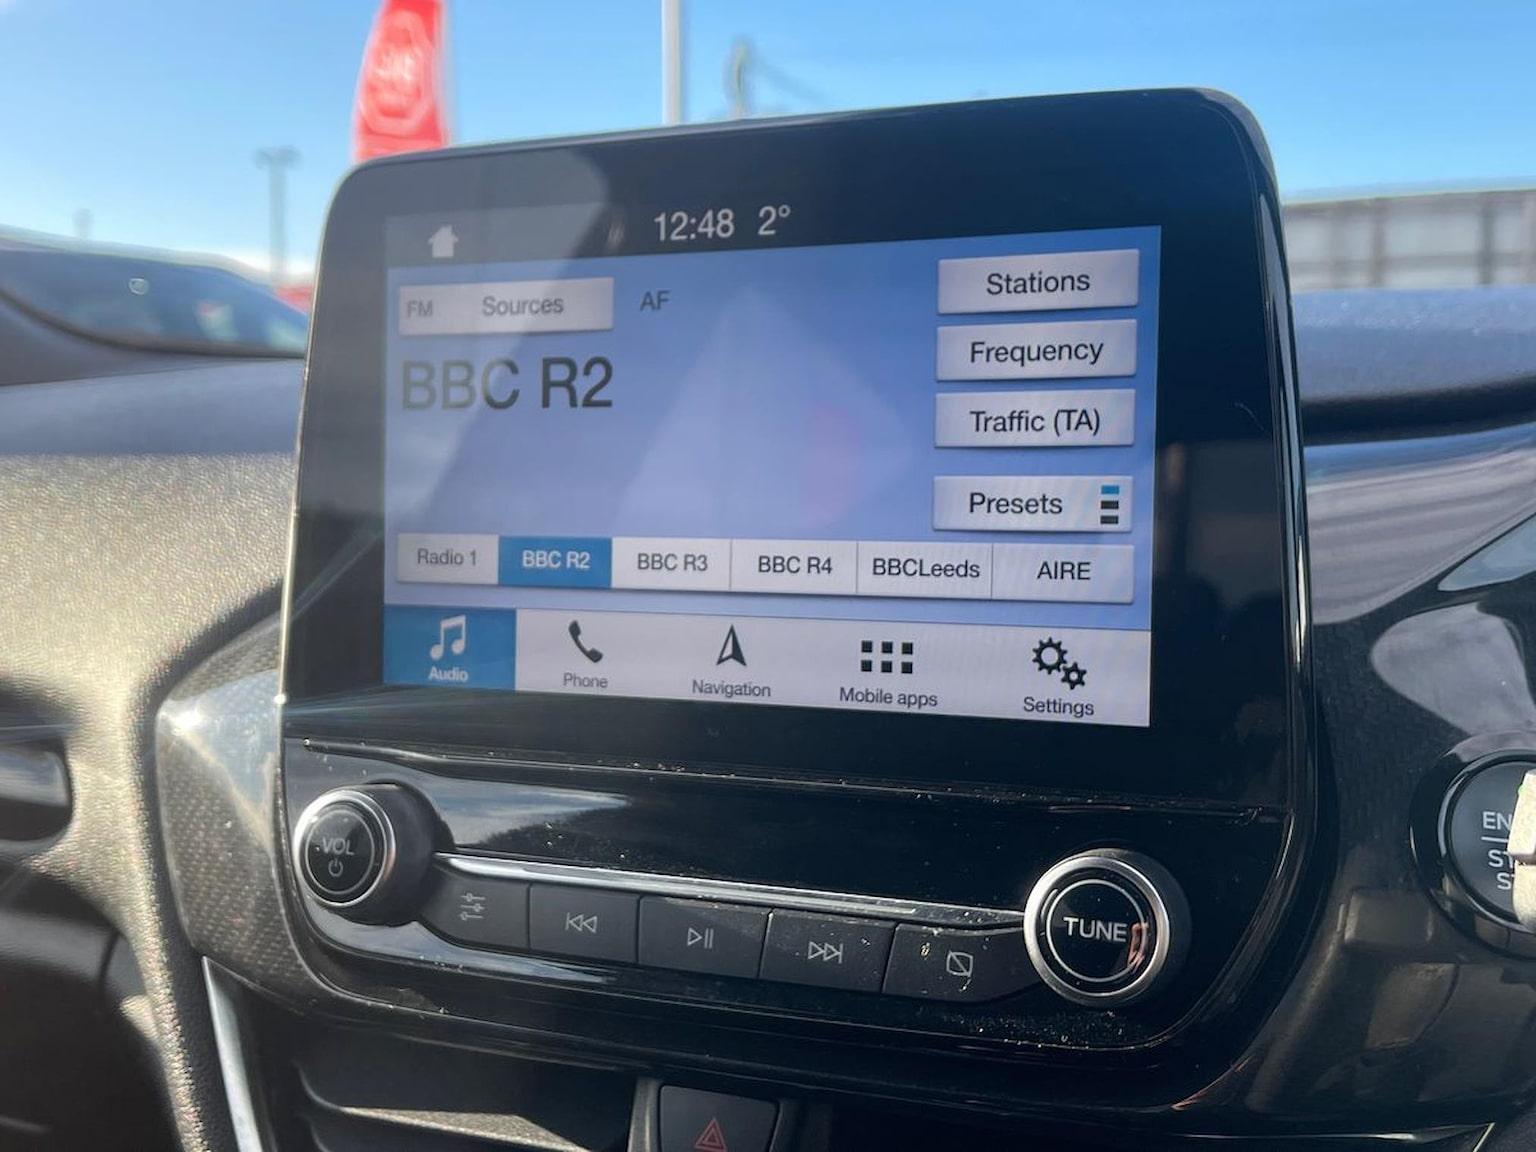 12:48 2°
FM Sources AF
Stations
BBC R2
Frequency
Traffic (TA)
Presets
Radio 1 BBC R2 BBC R3 BBC R4 BBCLeeds AIRE
Audio Phone Navigation Mobile apps Settings
VOL
TUNE